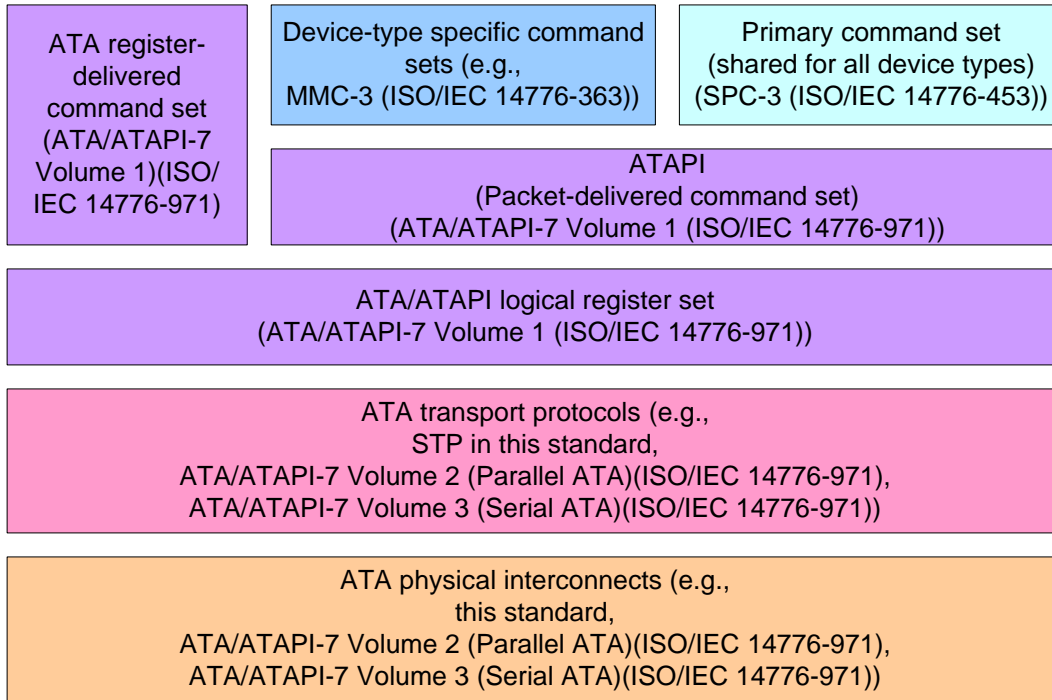 ATA register-
delivered
command set
(ATA/ATAPI-7
Volume 1)(ISO/
IEC 14776-971)
Device-type specific command
sets (e.g.,
MMC-3 (ISO/IEC 14776-363))
Primary command set
(shared for all device types)
(SPC-3 (ISO/IEC 14776-453))
ATAPI
(Packet-delivered command set)
(ATA/ATAPI-7 Volume 1 (ISO/IEC 14776-971))
ATA/ATAPI logical register set
(ATA/ATAPI-7 Volume 1 (ISO/IEC 14776-971))
ATA transport protocols (e.g.,
STP in this standard,
ATA/ATAPI-7 Volume 2 (Parallel ATA)(ISO/IEC 14776-971),
ATA/ATAPI-7 Volume 3 (Serial ATA)(ISO/IEC 14776-971))
ATA physical interconnects (e.g.,
this standard,
ATA/ATAPI-7 Volume 2 (Parallel ATA)(ISO/IEC 14776-971),
ATA/ATAPI-7 Volume 3 (Serial ATA)(ISO/IEC 14776-971))